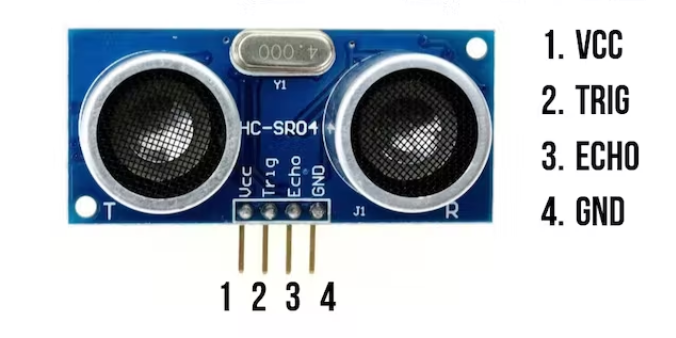 4.000
Y1
HC-SR04
Vcc
Trig
Echo
GND
T
J1
R
1 2 3 4
1. VCC
2. TRIG
3. ECHO
4. GND